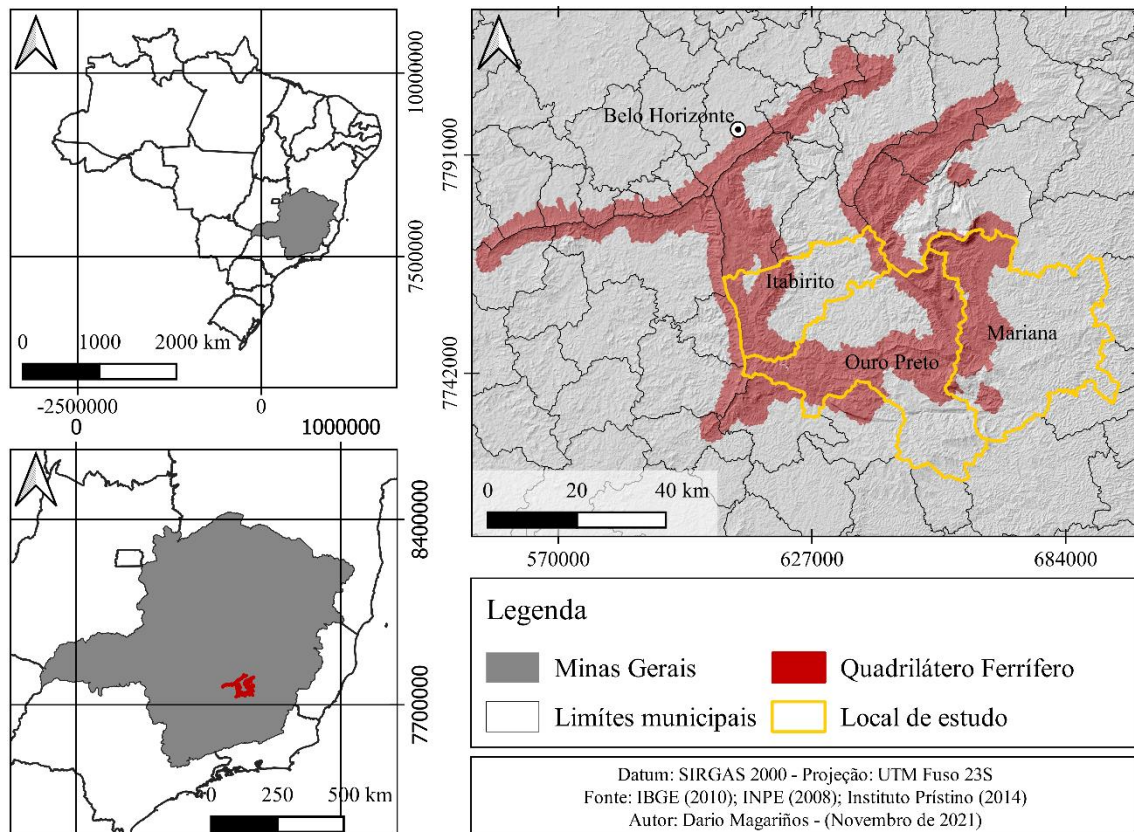 10000000
7500000
0 1000 2000 km
-2500000 0
Belo Horizonte
Itabirito
Ouro Preto
Mariana
7791000
7742000
0 20 40 km
570000 627000 684000
0 1000000
8400000
7700000
0 250 500 km
Legenda
Minas Gerais
Quadrilátero Ferrífero
Limítes municipais
Local de estudo
Datum: SIRGAS 2000 - Projeção: UTM Fuso 23S
Fonte: IBGE (2010); INPE (2008); Instituto Prístino (2014)
Autor: Dario Magariños - (Novembro de 2021)